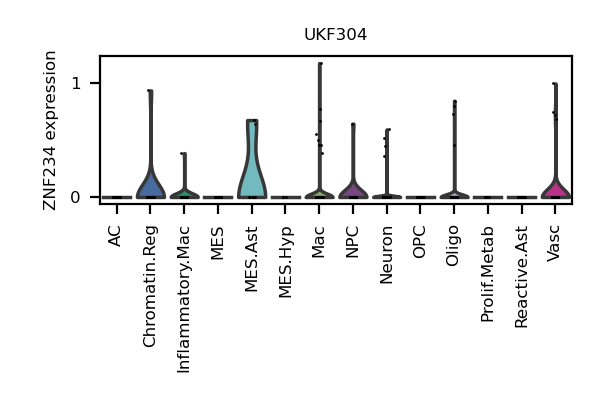 UKF304
ZNF234 expression
1
0
AC
Chromatin.Reg
Inflammatory.Mac
MES
MES.Ast
MES.Hyp
Mac
NPC
Neuron
OPC
Oligo
Prolif.Metab
Reactive.Ast
Vasc